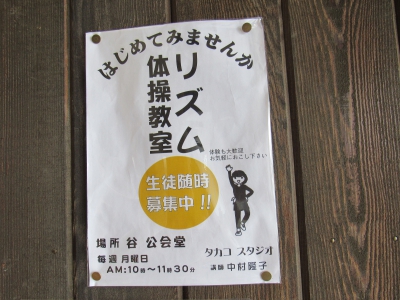 はじめてみませんか
リズム
体操教室
体験も大歓迎
お気軽におこし下さい
生徒随時
募集中!!
場所 谷 公会堂
毎週 月曜日
AM:10時〜11時30分
タカコ スタジオ
講師 中村